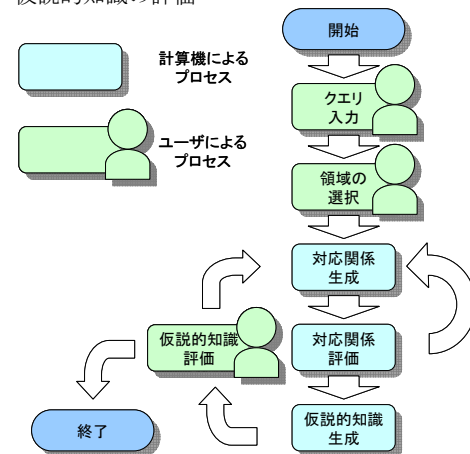 仮説的知識の評価
計算機による
プロセス
ユーザによる
プロセス
開始
クエリ
入力
領域の
選択
対応関係
生成
対応関係
評価
仮説的知識
生成
仮説的知識
評価
終了